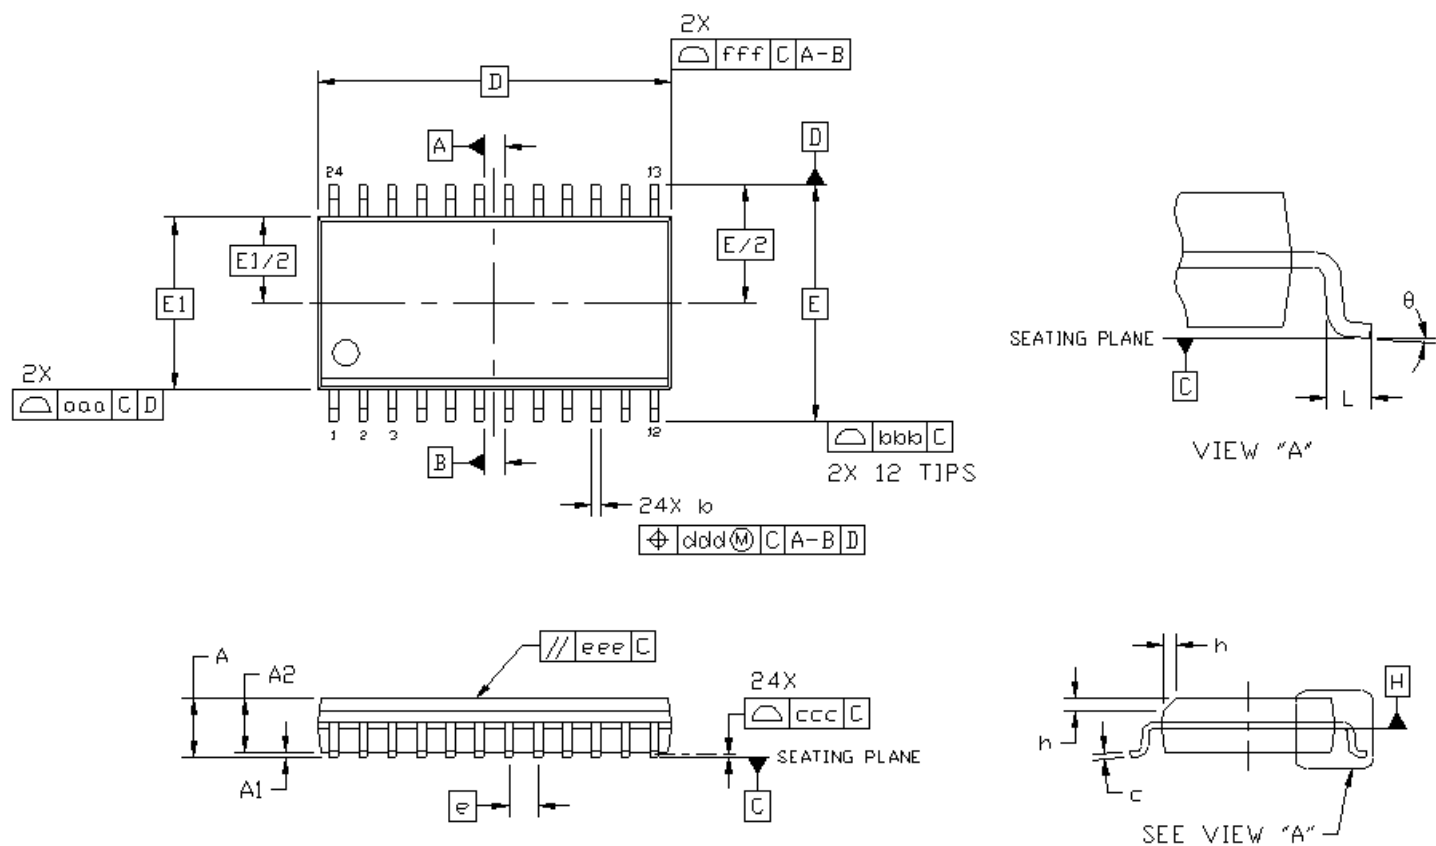 2X
fff C A-B
D
A
D
24
13
E1/2
E/2
E1
E
2X
aaa C D
1 2 3
12
B
bbb C
2X 12 TIPS
24X b
ddd Ⓜ C A-B D
θ
SEATING PLANE
C
L
VIEW "A"
eee C
A
A2
A1
24X
ccc C
SEATING PLANE
C
e
h
H
h
c
SEE VIEW "A"